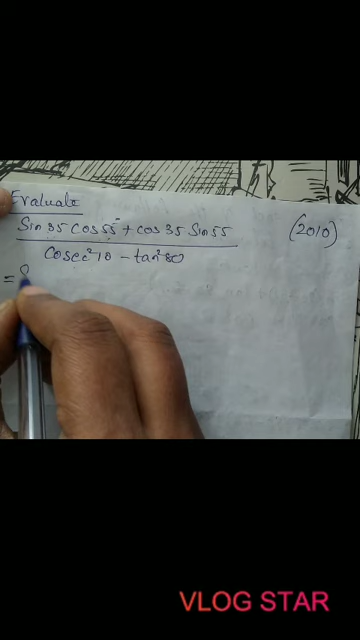 Evaluate
Sin 35 Cos 55 + cos 35 Sin 55 (2010)
Cosec²10 - tan²80
=
VLOG STAR